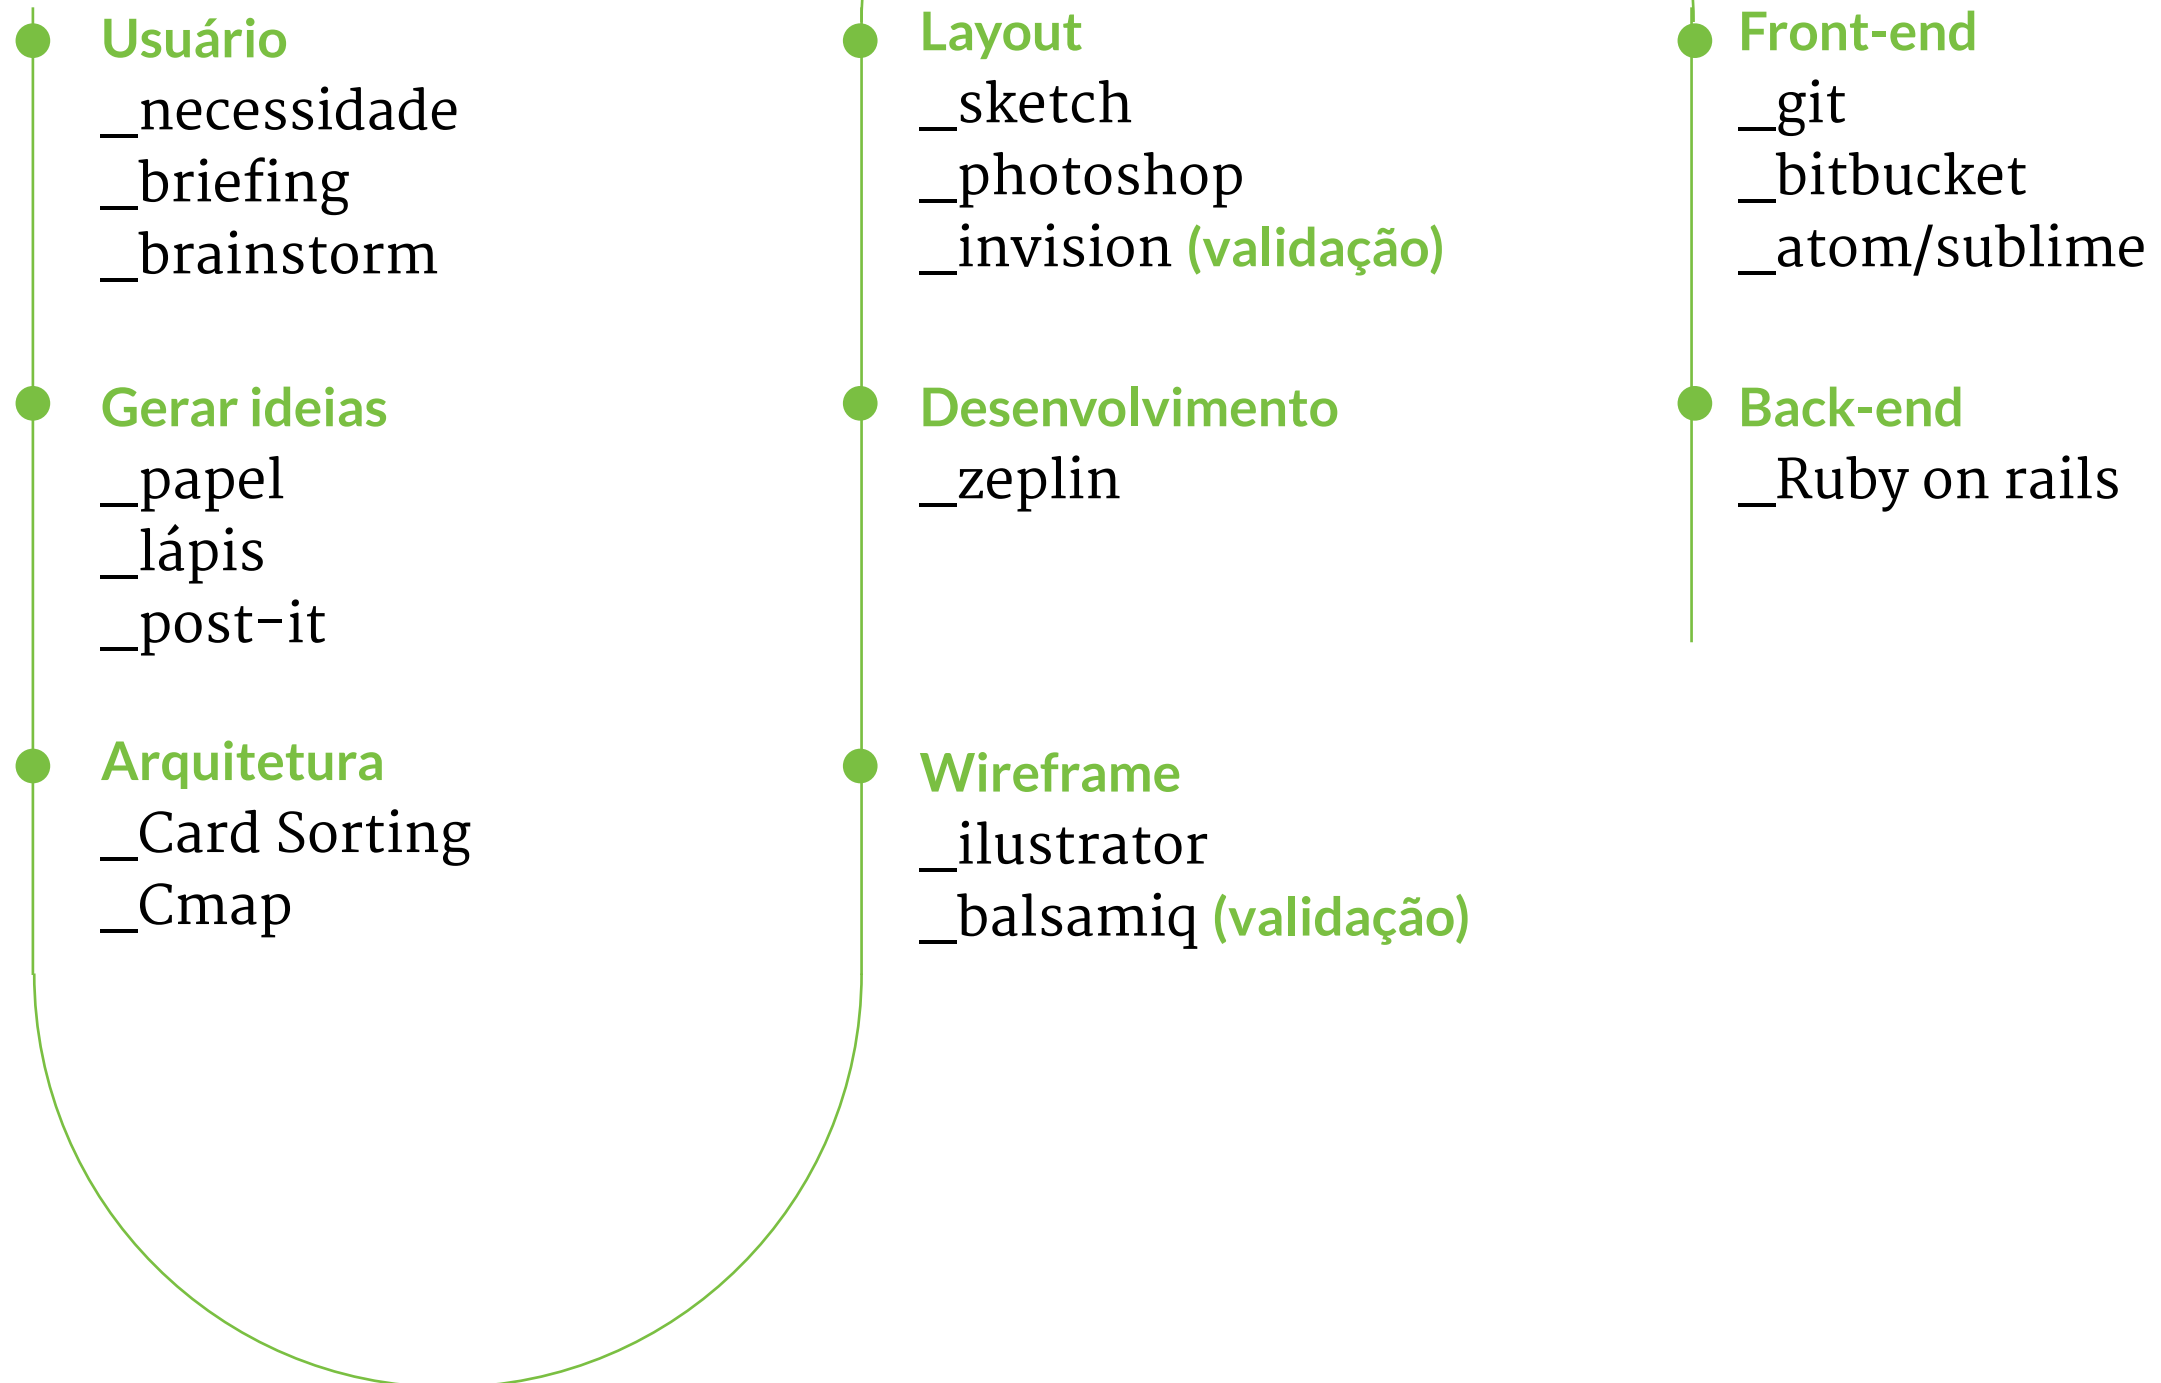 Usuário
_necessidade
_briefing
_brainstorm
Gerar ideias
_papel
_lápis
_post-it
Arquitetura
_Card Sorting
_Cmap
Layout
_sketch
_photoshop
_invision (validação)
Desenvolvimento
_zeplin
Wireframe
_ilustrator
_balsamiq (validação)
Front-end
_git
_bitbucket
_atom/sublime
Back-end
_Ruby on rails